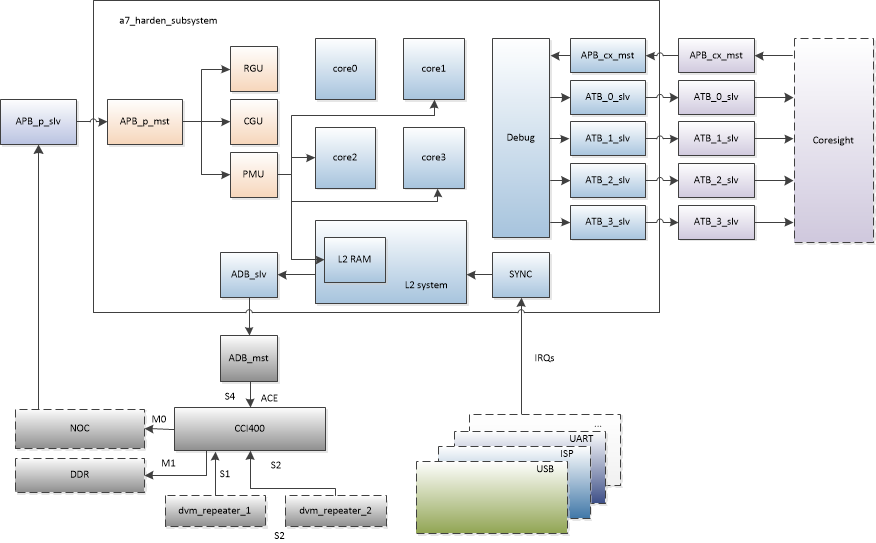 a7_harden_subsystem
RGU
core0
core1
APB_cx_mst
APB_cx_mst
ATB_0_slv
ATB_0_slv
APB_p_slv
APB_p_mst
CGU
Debug
ATB_1_slv
ATB_1_slv
Coresight
PMU
core2
core3
ATB_2_slv
ATB_2_slv
ATB_3_slv
ATB_3_slv
L2 RAM
ADB_slv
L2 system
SYNC
ADB_mst
IRQs
S4
ACE
NOC
M0
CCI400
...
UART
ISP
USB
DDR
M1
S1
S2
dvm_repeater_1
dvm_repeater_2
S2